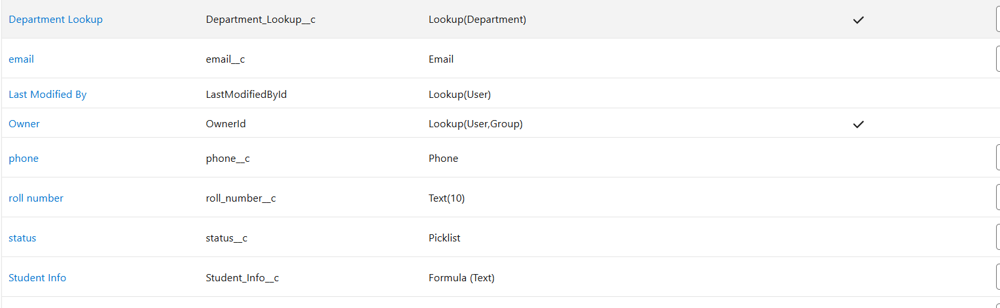 Department Lookup Department_Lookup__c Lookup(Department)
email email__c Email
Last Modified By LastModifiedById Lookup(User)
Owner OwnerId Lookup(User,Group)
phone phone__c Phone
roll number roll_number__c Text(10)
status status__c Picklist
Student Info Student_Info__c Formula (Text)